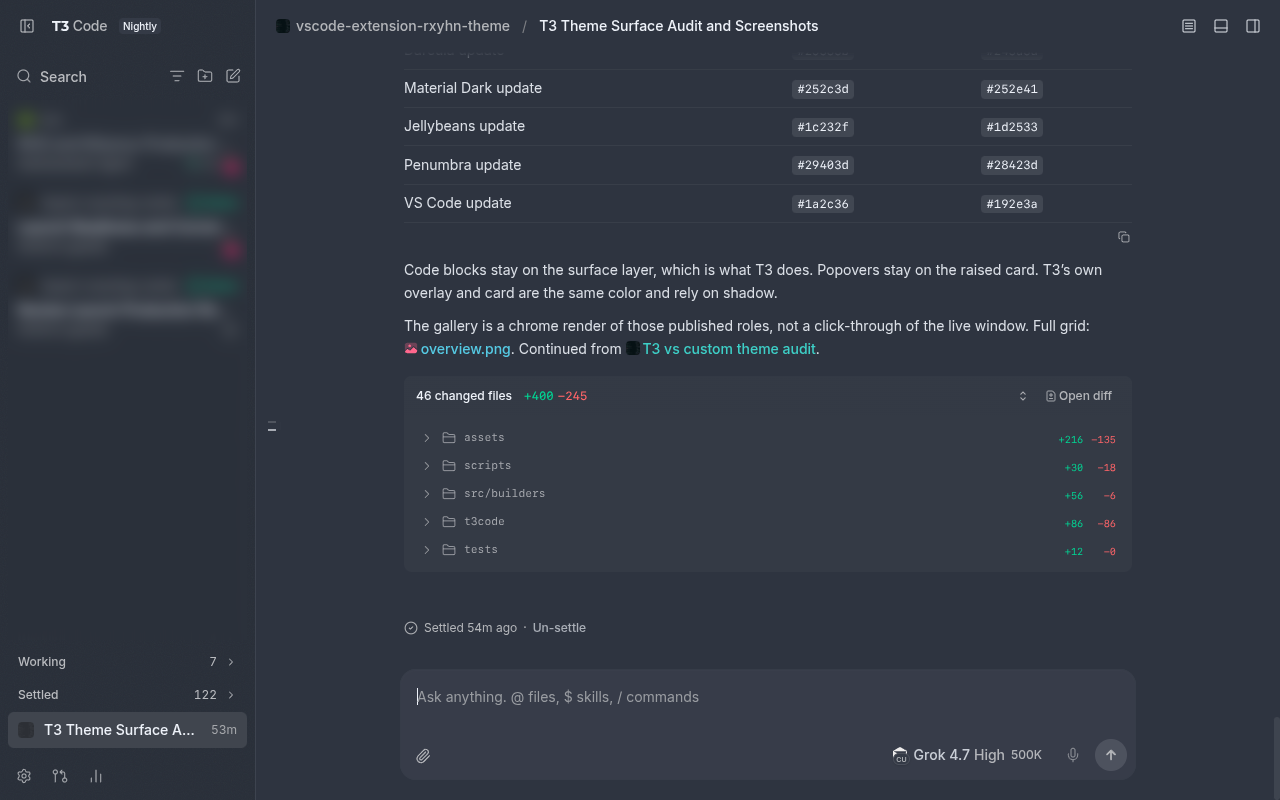 T3 Code Nightly
vscode-extension-rxyhn-theme / T3 Theme Surface Audit and Screenshots
Search
Material Dark update #252c3d #252e41
Jellybeans update #1c232f #1d2533
Penumbra update #29403d #28423d
VS Code update #1a2c36 #192e3a
Code blocks stay on the surface layer, which is what T3 does. Popovers stay on the raised card. T3’s own
overlay and card are the same color and rely on shadow.
The gallery is a chrome render of those published roles, not a click-through of the live window. Full grid:
overview.png. Continued from T3 vs custom theme audit.
46 changed files +400 −245 Open diff
assets +216 −135
scripts +30 −18
src/builders +56 −6
t3code +86 −86
tests +12 −0
Settled 54m ago · Un-settle
Working 7
Settled 122
T3 Theme Surface A... 53m
Ask anything. @ files, $ skills, / commands
CU Grok 4.7 High 500K